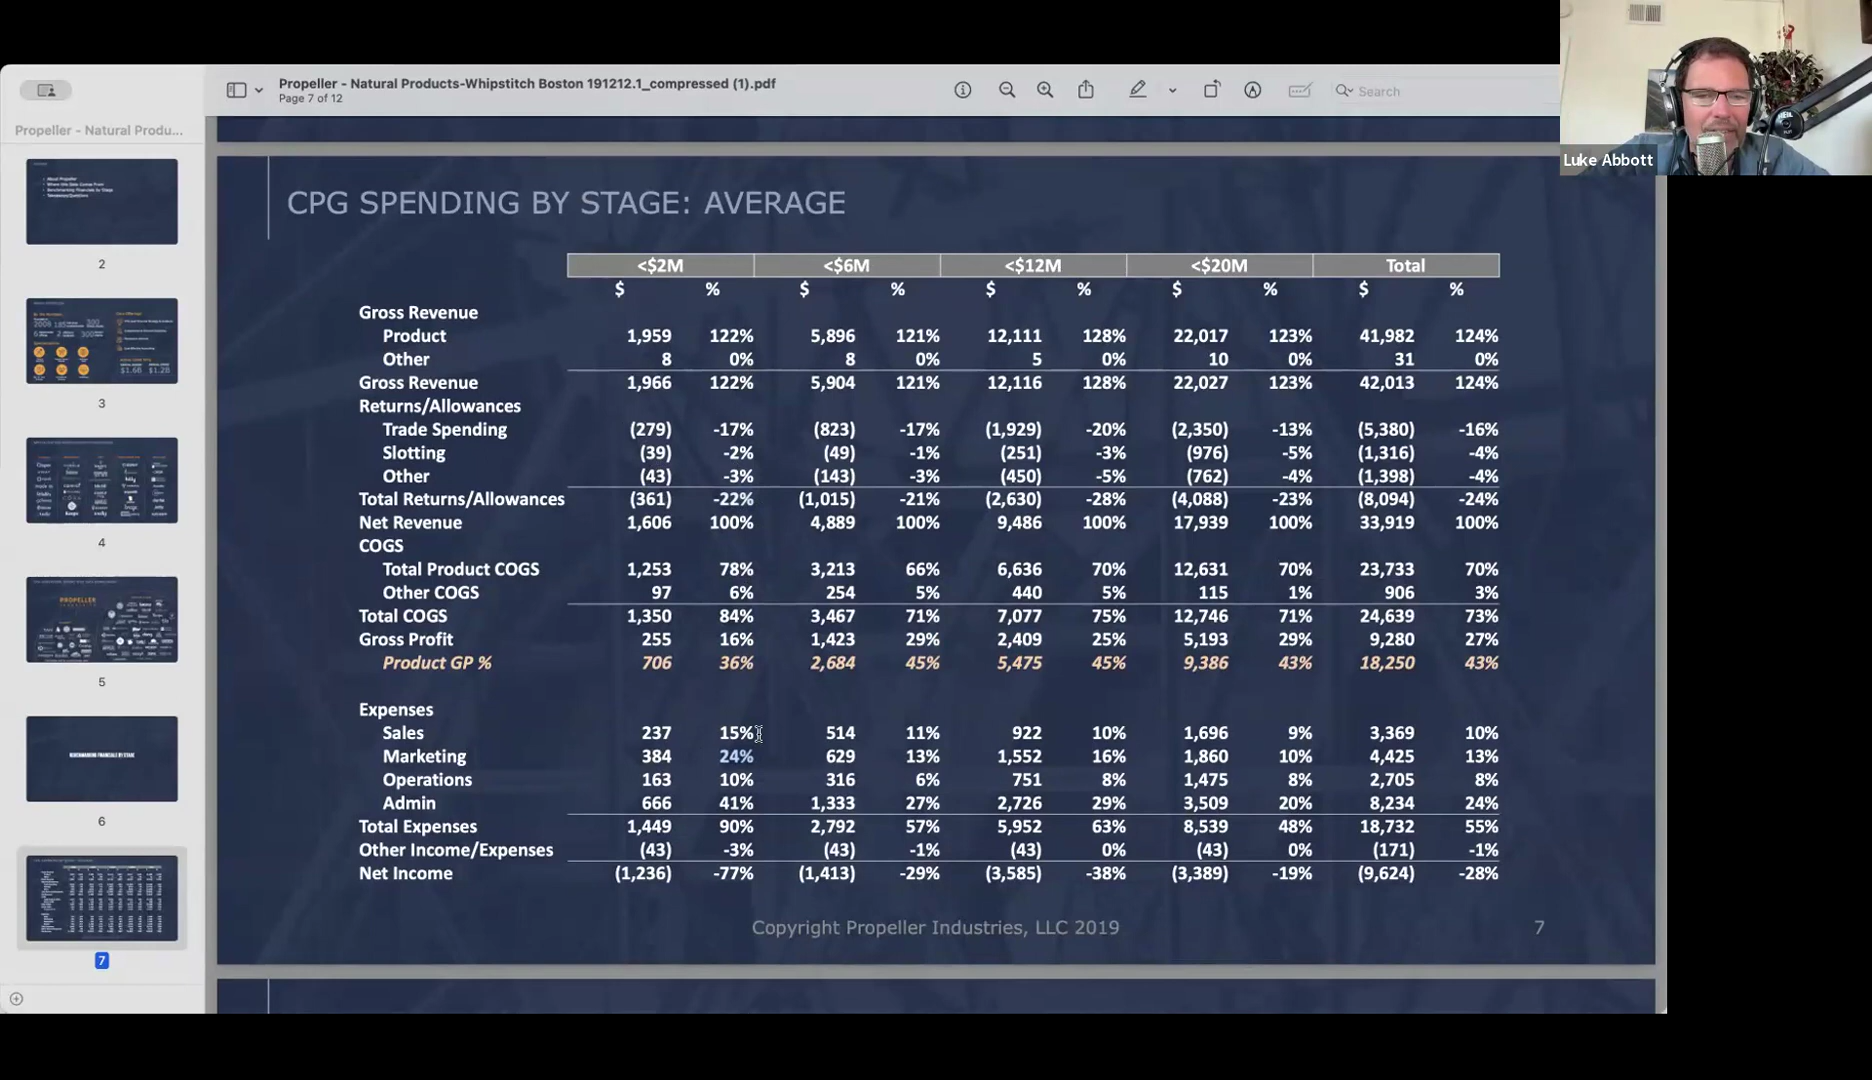 Propeller - Natural Products-Whipstitch Boston 191212.1_compressed (1).pdf
Page 7 of 12
Search
Luke Abbott
Propeller - Natural Produ...
2
3
4
5
6
7
CPG SPENDING BY STAGE: AVERAGE
<$2M <$6M <$12M <$20M Total
$ % $ % $ % $ % $ %
Gross Revenue
Product 1,959 122% 5,896 121% 12,111 128% 22,017 123% 41,982 124%
Other 8 0% 8 0% 5 0% 10 0% 31 0%
Gross Revenue 1,966 122% 5,904 121% 12,116 128% 22,027 123% 42,013 124%
Returns/Allowances
Trade Spending (279) -17% (823) -17% (1,929) -20% (2,350) -13% (5,380) -16%
Slotting (39) -2% (49) -1% (251) -3% (976) -5% (1,316) -4%
Other (43) -3% (143) -3% (450) -5% (762) -4% (1,398) -4%
Total Returns/Allowances (361) -22% (1,015) -21% (2,630) -28% (4,088) -23% (8,094) -24%
Net Revenue 1,606 100% 4,889 100% 9,486 100% 17,939 100% 33,919 100%
COGS
Total Product COGS 1,253 78% 3,213 66% 6,636 70% 12,631 70% 23,733 70%
Other COGS 97 6% 254 5% 440 5% 115 1% 906 3%
Total COGS 1,350 84% 3,467 71% 7,077 75% 12,746 71% 24,639 73%
Gross Profit 255 16% 1,423 29% 2,409 25% 5,193 29% 9,280 27%
Product GP % 706 36% 2,684 45% 5,475 45% 9,386 43% 18,250 43%
Expenses
Sales 237 15% 514 11% 922 10% 1,696 9% 3,369 10%
Marketing 384 24% 629 13% 1,552 16% 1,860 10% 4,425 13%
Operations 163 10% 316 6% 751 8% 1,475 8% 2,705 8%
Admin 666 41% 1,333 27% 2,726 29% 3,509 20% 8,234 24%
Total Expenses 1,449 90% 2,792 57% 5,952 63% 8,539 48% 18,732 55%
Other Income/Expenses (43) -3% (43) -1% (43) 0% (43) 0% (171) -1%
Net Income (1,236) -77% (1,413) -29% (3,585) -38% (3,389) -19% (9,624) -28%
Copyright Propeller Industries, LLC 2019
7